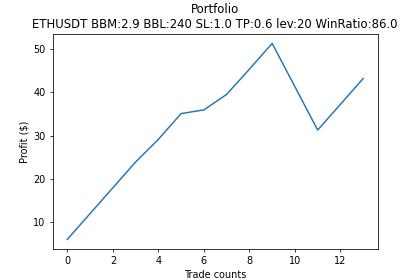 Portfolio
ETHUSDT BBM:2.9 BBL:240 SL:1.0 TP:0.6 lev:20 WinRatio:86.0
50
40
30
20
10
Profit ($)
0 2 4 6 8 10 12
Trade counts